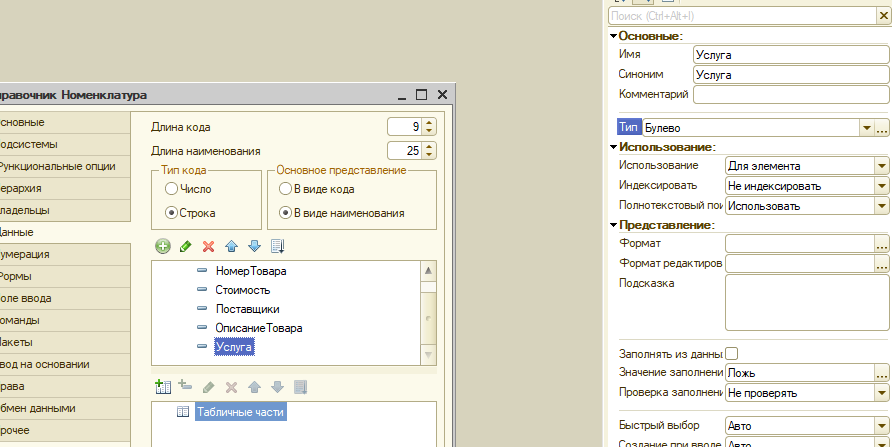 правочник Номенклатура
сновные
одсистемы
Функциональные опции
ерархия
ладельцы
Данные
умерация
Формы
оле ввода
оманды
Макеты
вод на основании
рава
бмен данными
рочее
Длина кода
9
Длина наименования
25
Тип кода
Число
Строка
Основное представление
В виде кода
В виде наименования
НомерТовара
Стоимость
Поставщики
ОписаниеТовара
Услуга
Табличные части
Поиск (Ctrl+Alt+I)
Основные:
Имя Услуга
Синоним Услуга
Комментарий
Тип Булево
Использование:
Использование Для элемента
Индексировать Не индексировать
Полнотекстовый пои Использовать
Представление:
Формат
Формат редактиров
Подсказка
Заполнять из данны
Значение заполнени Ложь
Проверка заполнени Не проверять
Быстрый выбор Авто
Создание при вводе Авто